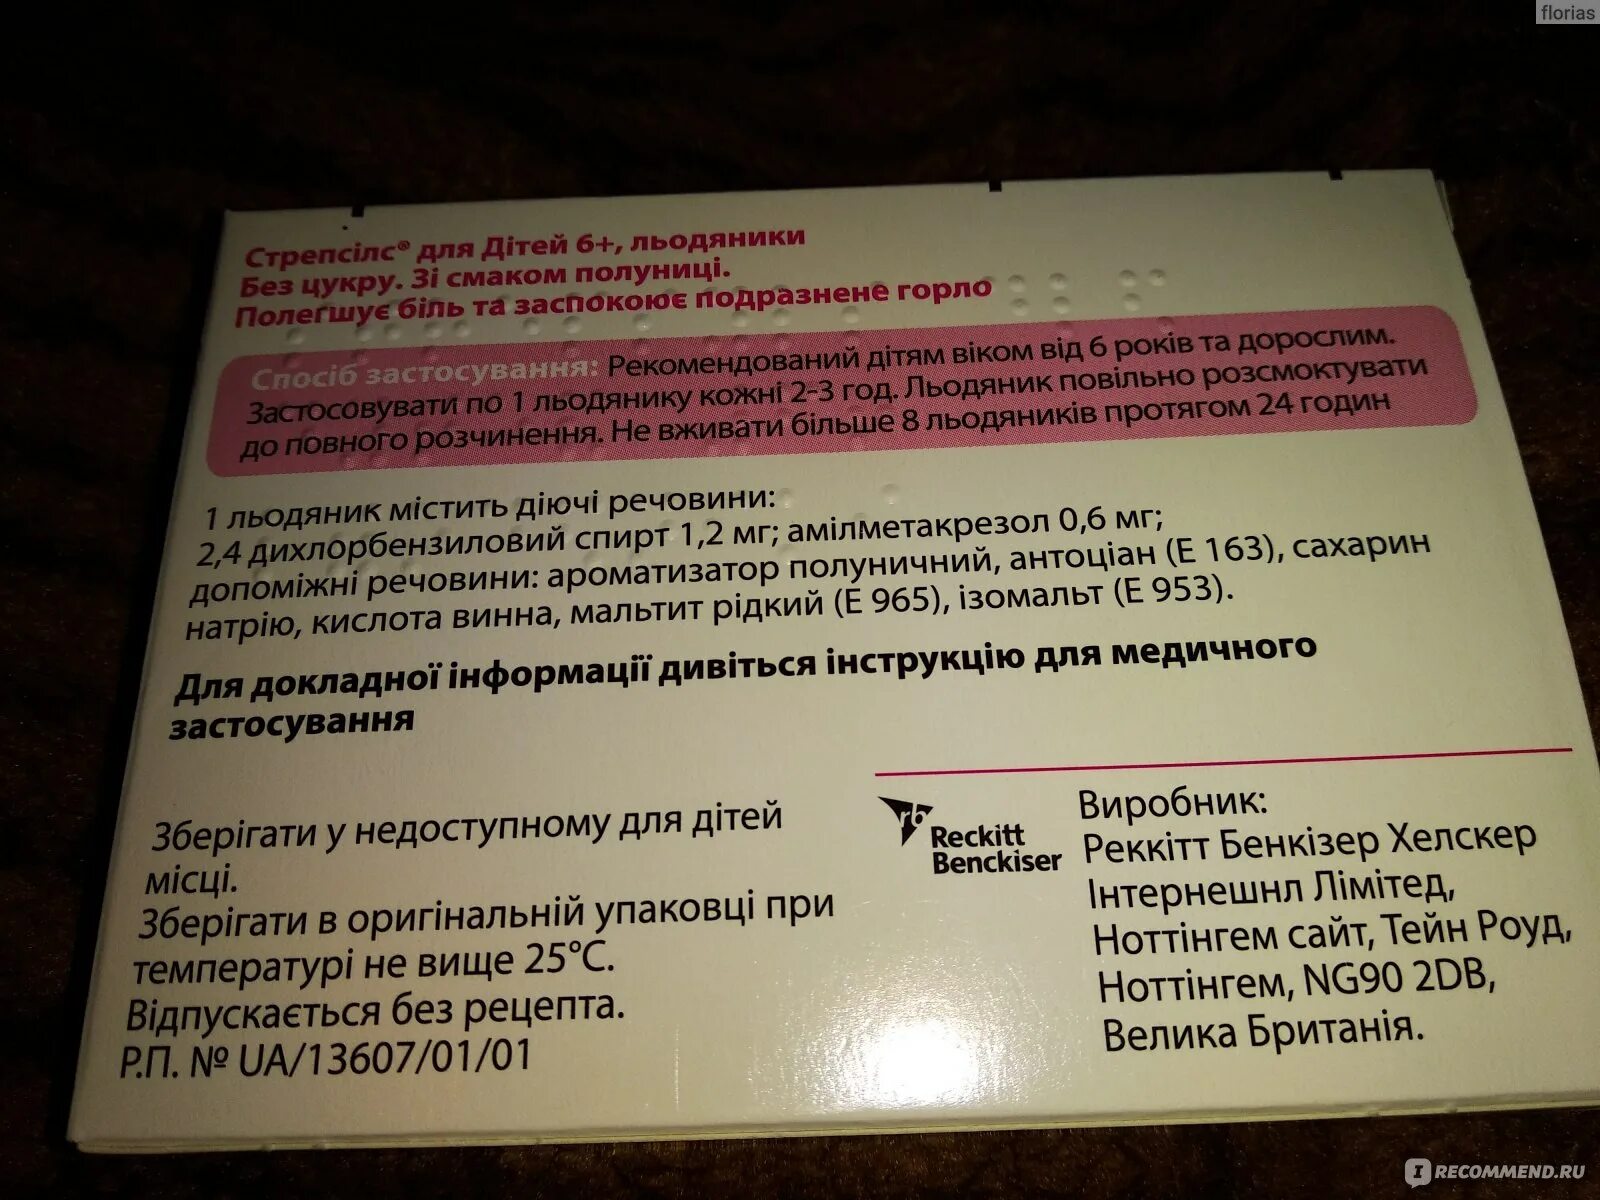 florias
Стрепсілс® для Дітей 6+, льодяники
Без цукру. Зі смаком полуниці.
Полегшує біль та заспокоює подразнене горло
Спосіб застосування: Рекомендований дітям віком від 6 років та дорослим.
Застосовувати по 1 льодянику кожні 2-3 год. Льодяник повільно розсмоктувати
до повного розчинення. Не вживати більше 8 льодяників протягом 24 годин
1 льодяник містить діючі речовини:
2,4 дихлорбензиловий спирт 1,2 мг; амілметакрезол 0,6 мг;
допоміжні речовини: ароматизатор полуничний, антоціан (Е 163), сахарин
натрію, кислота винна, мальтит рідкий (Е 965), ізомальт (Е 953).
Для докладної інформації дивіться інструкцію для медичного
застосування
Зберігати у недоступному для дітей
місці.
Зберігати в оригінальній упаковці при
температурі не вище 25°С.
Відпускається без рецепта.
Р.П. № UA/13607/01/01
rb
Reckitt
Benckiser
Виробник:
Реккітт Бенкізер Хелскер
Інтернешнл Лімітед,
Ноттінгем сайт, Тейн Роуд,
Ноттінгем, NG90 2DB,
Велика Британія.
IRECOMMEND.RU